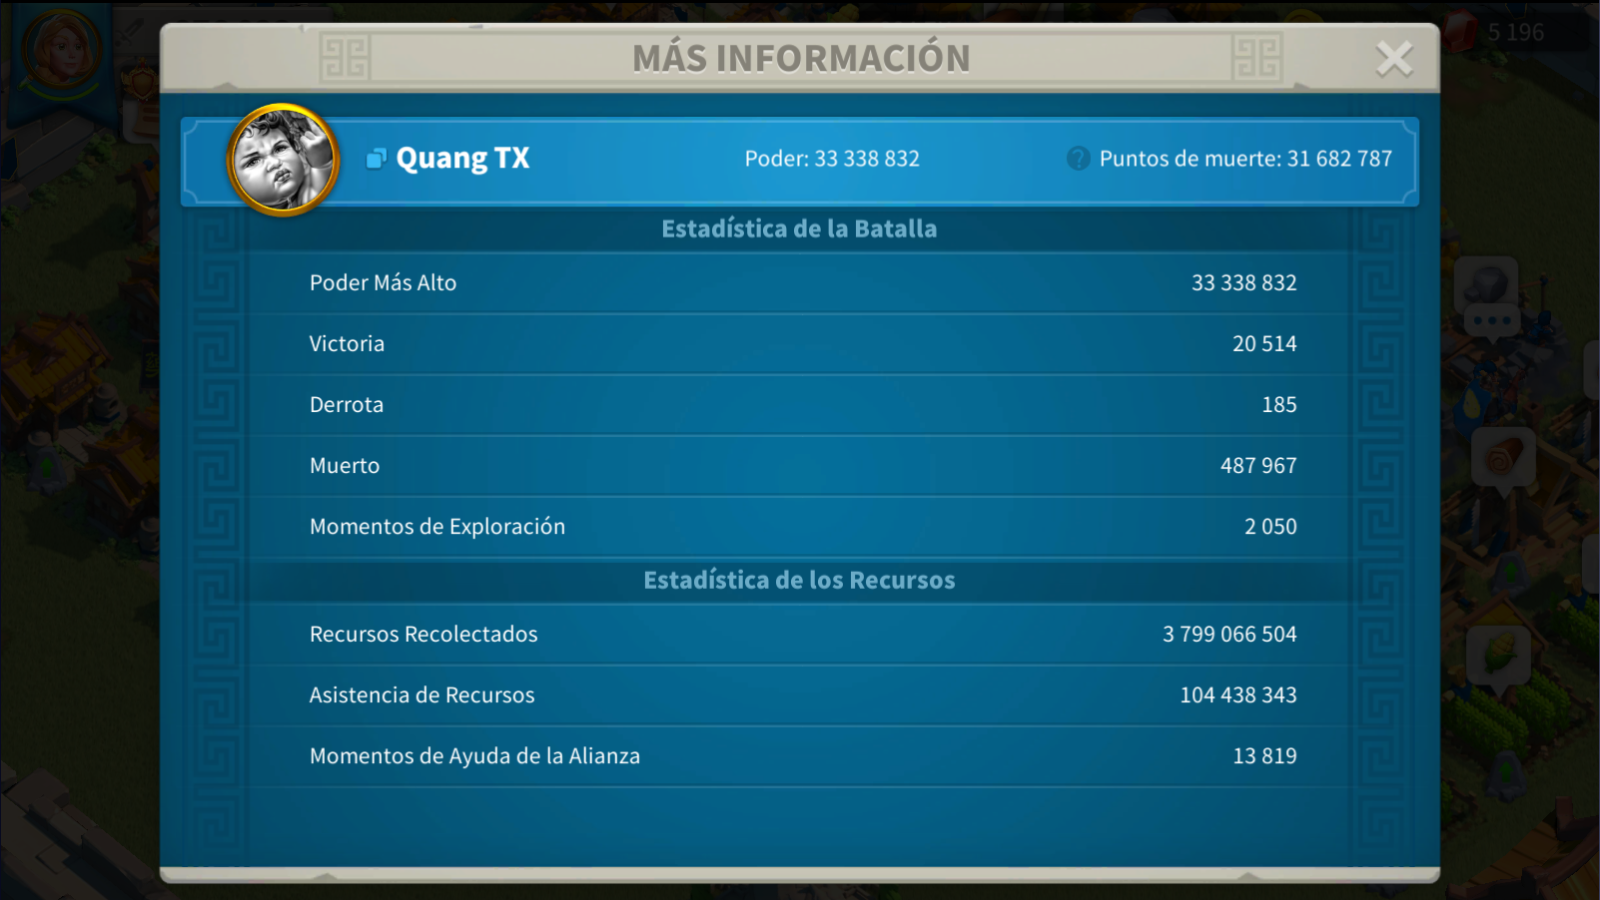 5 196
MÁS INFORMACIÓN
Quang TX
Poder: 33 338 832
? Puntos de muerte: 31 682 787
Estadística de la Batalla
Poder Más Alto 33 338 832
Victoria 20 514
Derrota 185
Muerto 487 967
Momentos de Exploración 2 050
Estadística de los Recursos
Recursos Recolectados 3 799 066 504
Asistencia de Recursos 104 438 343
Momentos de Ayuda de la Alianza 13 819